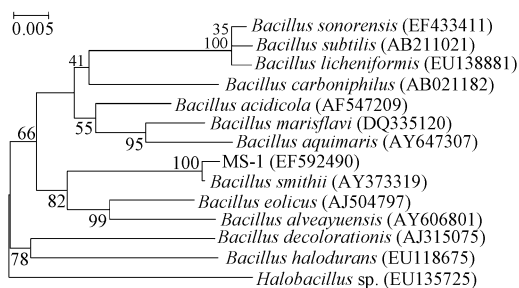 0.005
35
Bacillus sonorensis (EF433411)
100
Bacillus subtilis (AB211021)
Bacillus licheniformis (EU138881)
41
Bacillus carboniphilus (AB021182)
Bacillus acidicola (AF547209)
55
Bacillus marisflavi (DQ335120)
95
Bacillus aquimaris (AY647307)
66
100
MS-1 (EF592490)
Bacillus smithii (AY373319)
82
Bacillus eolicus (AJ504797)
99
Bacillus alveayuensis (AY606801)
Bacillus decolorationis (AJ315075)
78
Bacillus halodurans (EU118675)
Halobacillus sp. (EU135725)